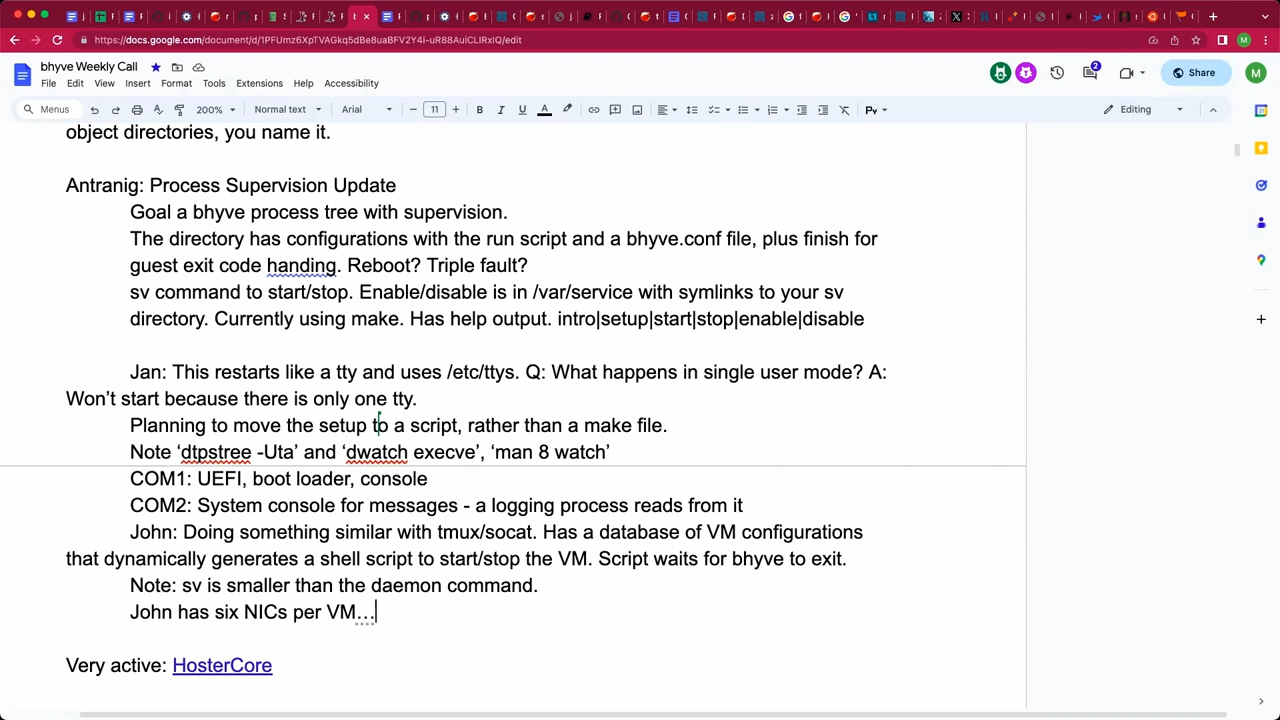 https://docs.google.com/document/d/1PFUmz6XpTVAGkq5dBe8uaBFV2Y4i-uR88AuiCLIRxIQ/edit
bhyve Weekly Call
File Edit View Insert Format Tools Extensions Help Accessibility
2
Share
M
Menus
200%
Normal text
Arial
11
Editing
object directories, you name it.
Antranig: Process Supervision Update
Goal a bhyve process tree with supervision.
The directory has configurations with the run script and a bhyve.conf file, plus finish for
guest exit code handing. Reboot? Triple fault?
sv command to start/stop. Enable/disable is in /var/service with symlinks to your sv
directory. Currently using make. Has help output. intro|setup|start|stop|enable|disable
Jan: This restarts like a tty and uses /etc/ttys. Q: What happens in single user mode? A:
Won’t start because there is only one tty.
Planning to move the setup to a script, rather than a make file.
Note ‘dtpstree -Uta’ and ‘dwatch execve’, ‘man 8 watch’
COM1: UEFI, boot loader, console
COM2: System console for messages - a logging process reads from it
John: Doing something similar with tmux/socat. Has a database of VM configurations
that dynamically generates a shell script to start/stop the VM. Script waits for bhyve to exit.
Note: sv is smaller than the daemon command.
John has six NICs per VM…
Very active: HosterCore